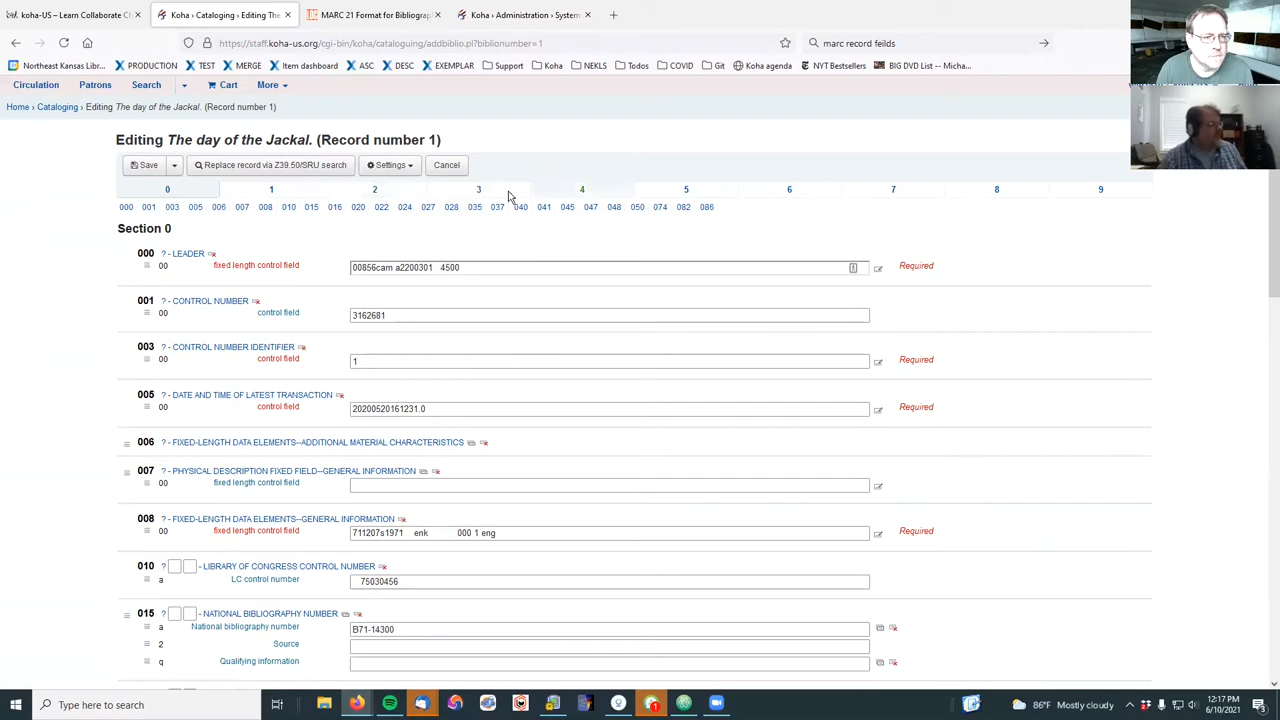 koha-US – Learn Collaborate C
Koha › Cataloging › Editing The
MARC 21 Format for Bibliograp
Koha › Administration › System
https://staff.koha-us.org/cgi-bin/koha/cataloguing/
marc record feilds
Northeast Kansas Libr... PRODUCTION TEST MERGE Item dashboard ASC DESC EXEMPLAR Support Plata NEKLS Todos COVID Git Koha agenda NYT Bestsellers BIG DVD List -- Micha...
Circulation Patrons Search Cart More
Home › Cataloging › Editing The day of the Jackal. (Record number 1)
Editing The day of the Jackal. (Record number 1)
Save Replace record via Z39.50/SRU search Settings Cancel
0 1 2 3 4 5 6 7 8 9
000 001 003 005 006 007 008 010 015 016 020 022 024 027 028 035 037 040 041 045 047 048 050 074 082 086
Section 0
000 ? - LEADER
00 fixed length control field 00856cam a2200301 4500 Required
001 ? - CONTROL NUMBER
00 control field 3162681
003 ? - CONTROL NUMBER IDENTIFIER
00 control field 1 Required
005 ? - DATE AND TIME OF LATEST TRANSACTION
00 control field 20200520161231.0 Required
006 ? - FIXED-LENGTH DATA ELEMENTS--ADDITIONAL MATERIAL CHARACTERISTICS
007 ? - PHYSICAL DESCRIPTION FIXED FIELD--GENERAL INFORMATION
00 fixed length control field
008 ? - FIXED-LENGTH DATA ELEMENTS--GENERAL INFORMATION
00 fixed length control field 711207s1971 enk 000 1 eng Required
010 ? - LIBRARY OF CONGRESS CONTROL NUMBER
a LC control number 75030456
015 ? - NATIONAL BIBLIOGRAPHY NUMBER
a National bibliography number B71-14300
2 Source
q Qualifying information
Type here to search
86°F Mostly cloudy
12:17 PM
6/10/2021